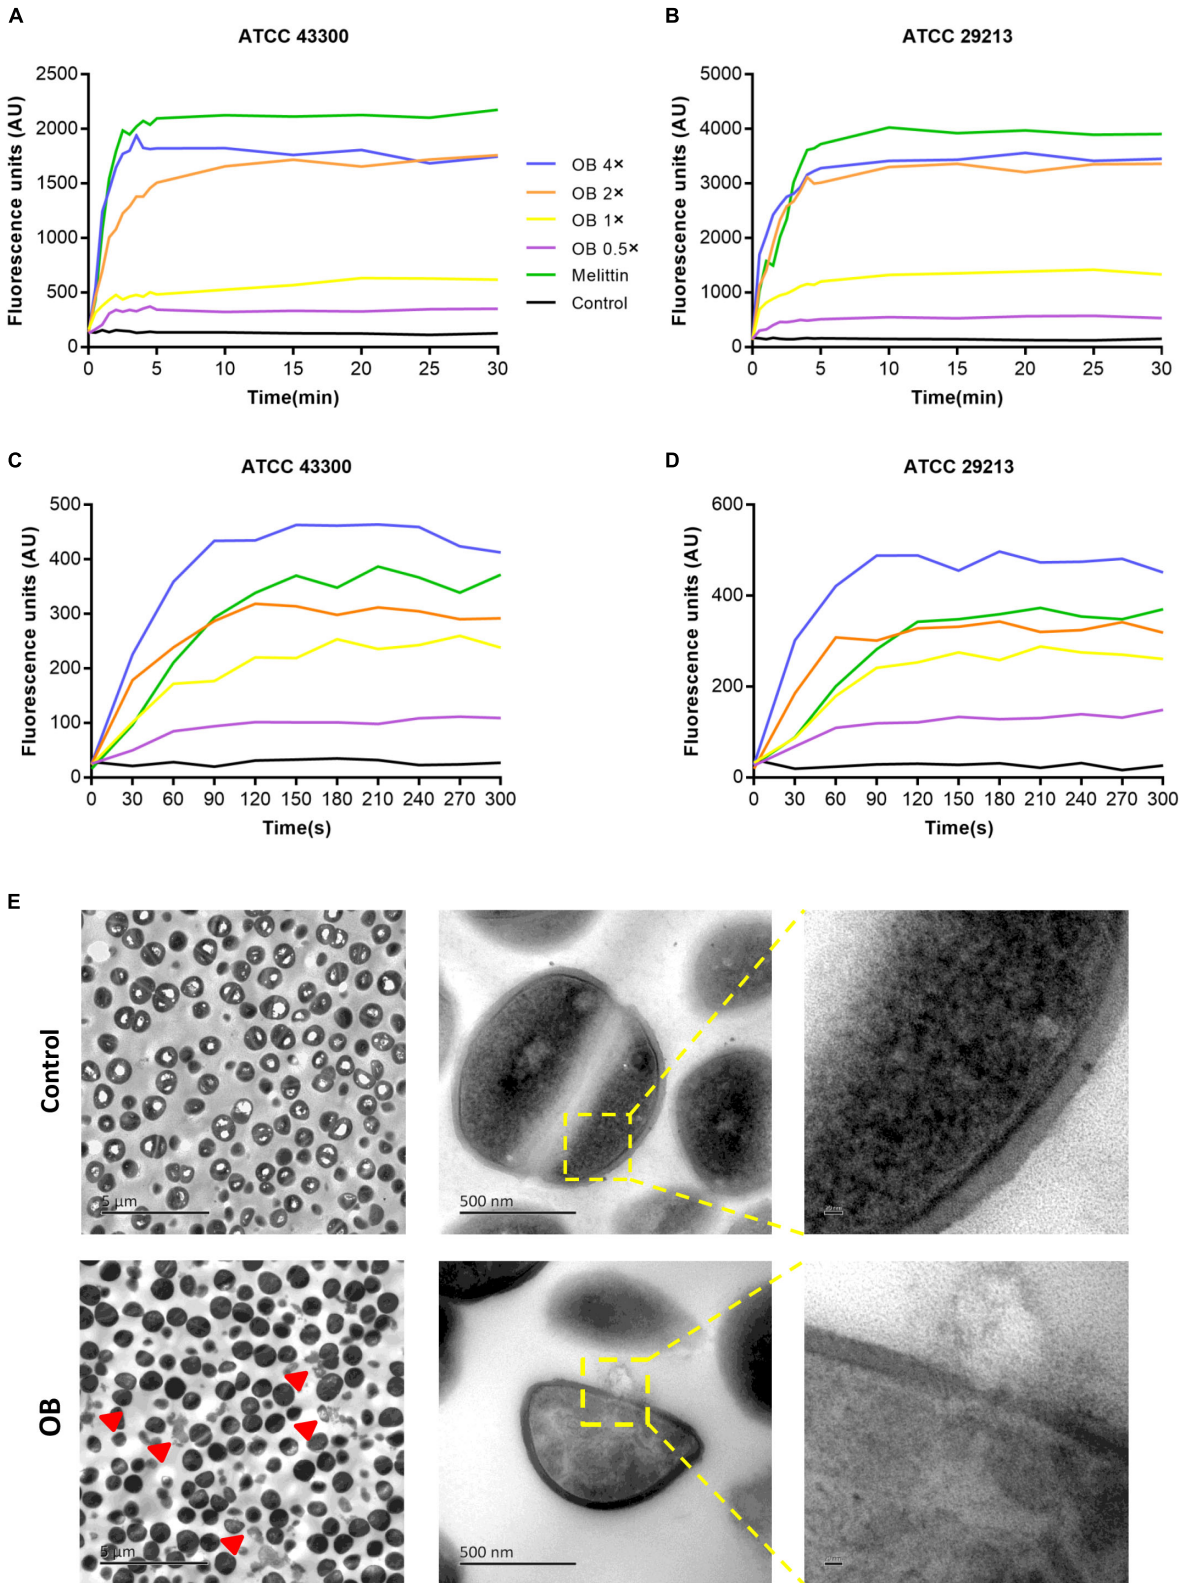 A
ATCC 43300
Fluorescence units (AU)
2500
2000
1500
1000
500
0
0 5 10 15 20 25 30
Time(min)
OB 4×
OB 2×
OB 1×
OB 0.5×
Melittin
Control
B
ATCC 29213
Fluorescence units (AU)
5000
4000
3000
2000
1000
0
0 5 10 15 20 25 30
Time(min)
C
ATCC 43300
Fluorescence units (AU)
500
400
300
200
100
0
0 30 60 90 120 150 180 210 240 270 300
Time(s)
D
ATCC 29213
Fluorescence units (AU)
600
400
200
0
0 30 60 90 120 150 180 210 240 270 300
Time(s)
E
Control
5 µm
500 nm
OB
5 µm
500 nm